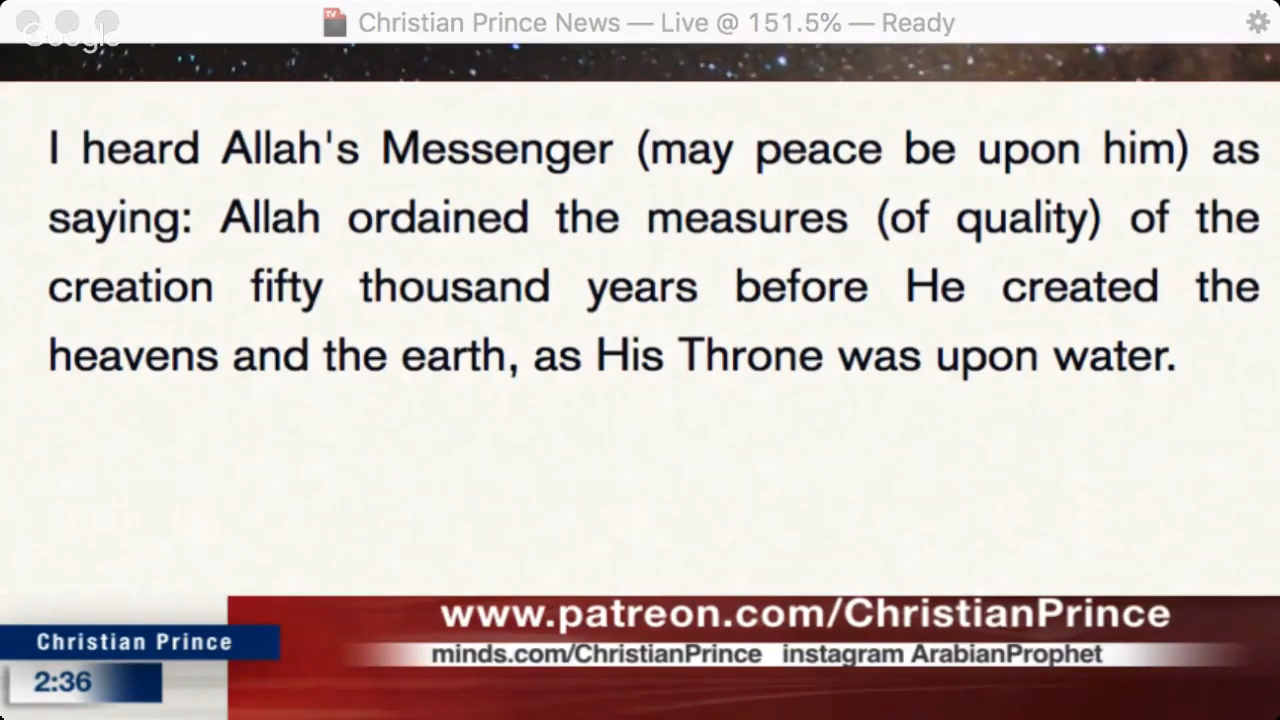 Christian Prince News — Live @ 151.5% — Ready
Google
I heard Allah's Messenger (may peace be upon him) as
saying: Allah ordained the measures (of quality) of the
creation fifty thousand years before He created the
heavens and the earth, as His Throne was upon water.
www.patreon.com/ChristianPrince
Christian Prince
minds.com/ChristianPrince instagram ArabianProphet
2:36